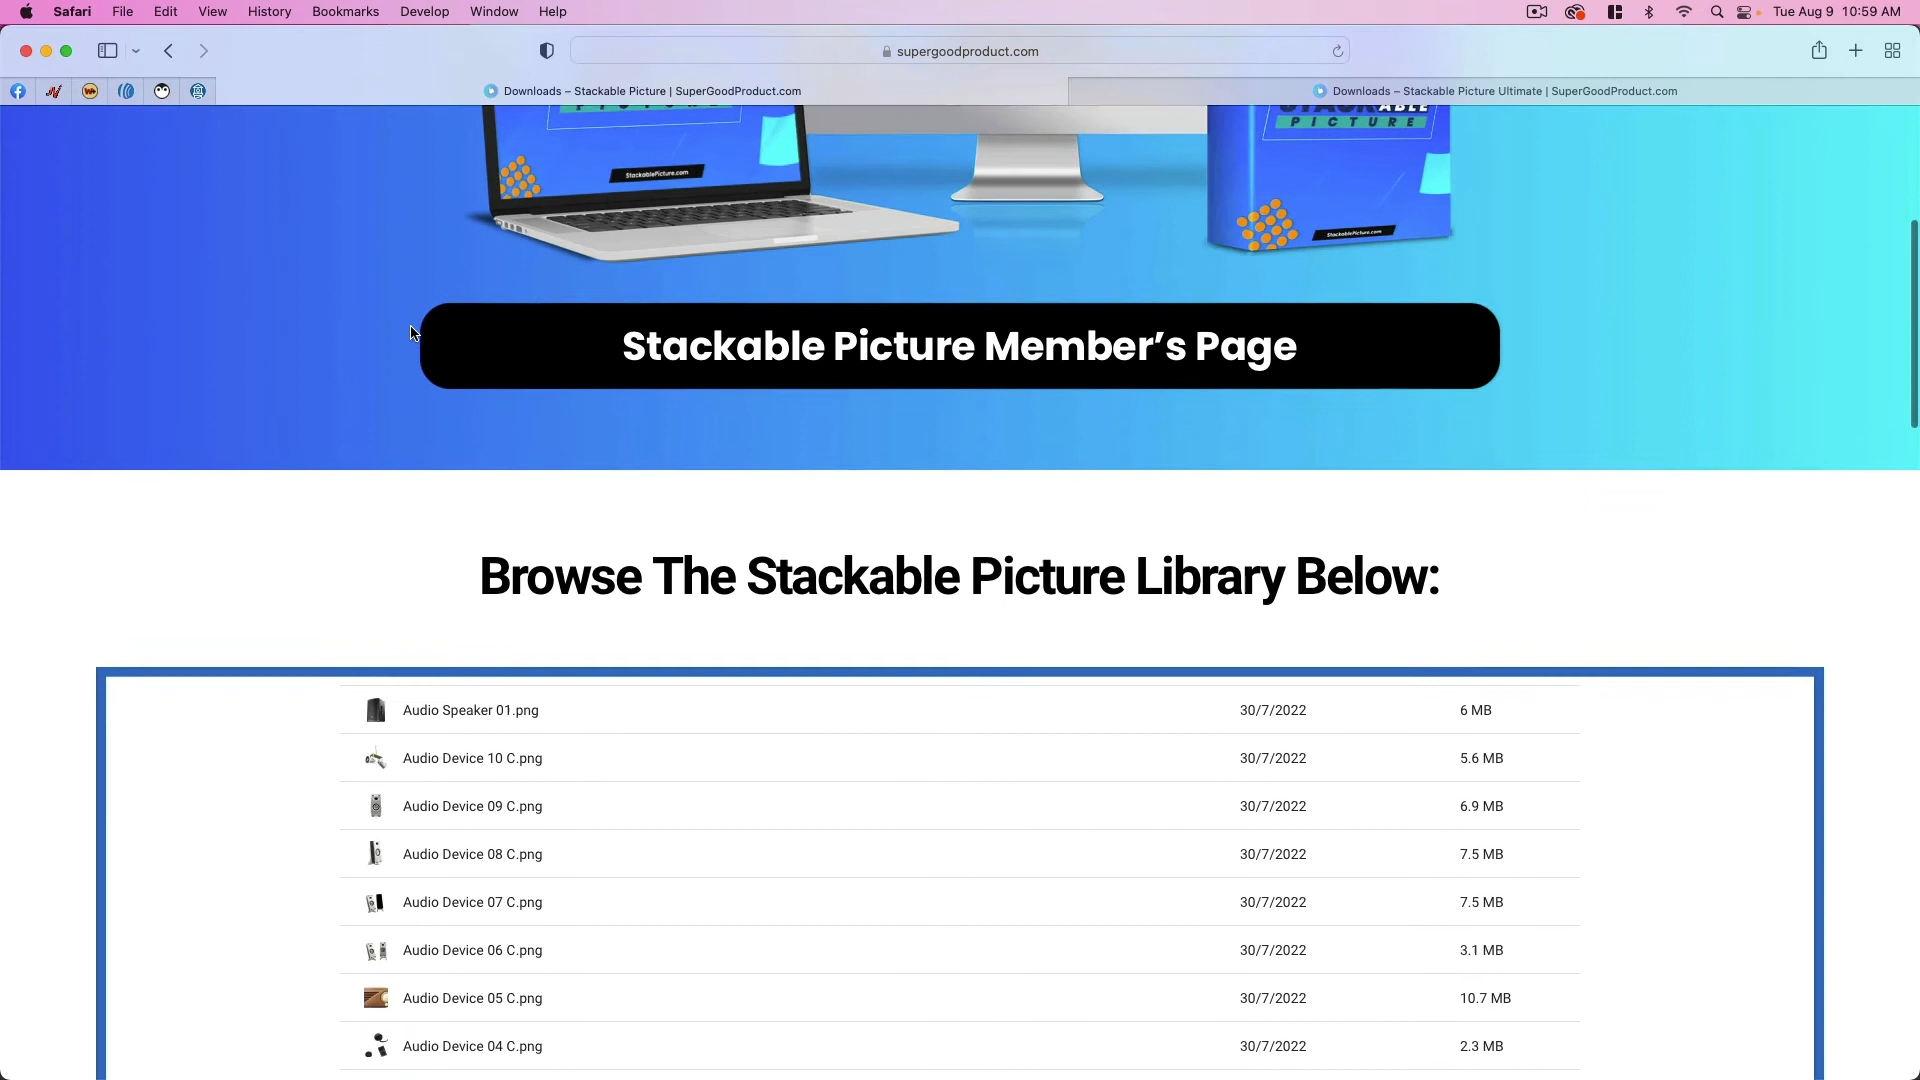 Safari File Edit View History Bookmarks Develop Window Help Tue Aug 9 10:59 AM
supergoodproduct.com
Downloads – Stackable Picture | SuperGoodProduct.com
Downloads – Stackable Picture Ultimate | SuperGoodProduct.com
STACKABLE
PICTURE
PICTURE
StackablePicture.com
StackablePicture.com
Stackable Picture Member’s Page
Browse The Stackable Picture Library Below:
Audio Speaker 01.png 30/7/2022 6 MB
Audio Device 10 C.png 30/7/2022 5.6 MB
Audio Device 09 C.png 30/7/2022 6.9 MB
Audio Device 08 C.png 30/7/2022 7.5 MB
Audio Device 07 C.png 30/7/2022 7.5 MB
Audio Device 06 C.png 30/7/2022 3.1 MB
Audio Device 05 C.png 30/7/2022 10.7 MB
Audio Device 04 C.png 30/7/2022 2.3 MB